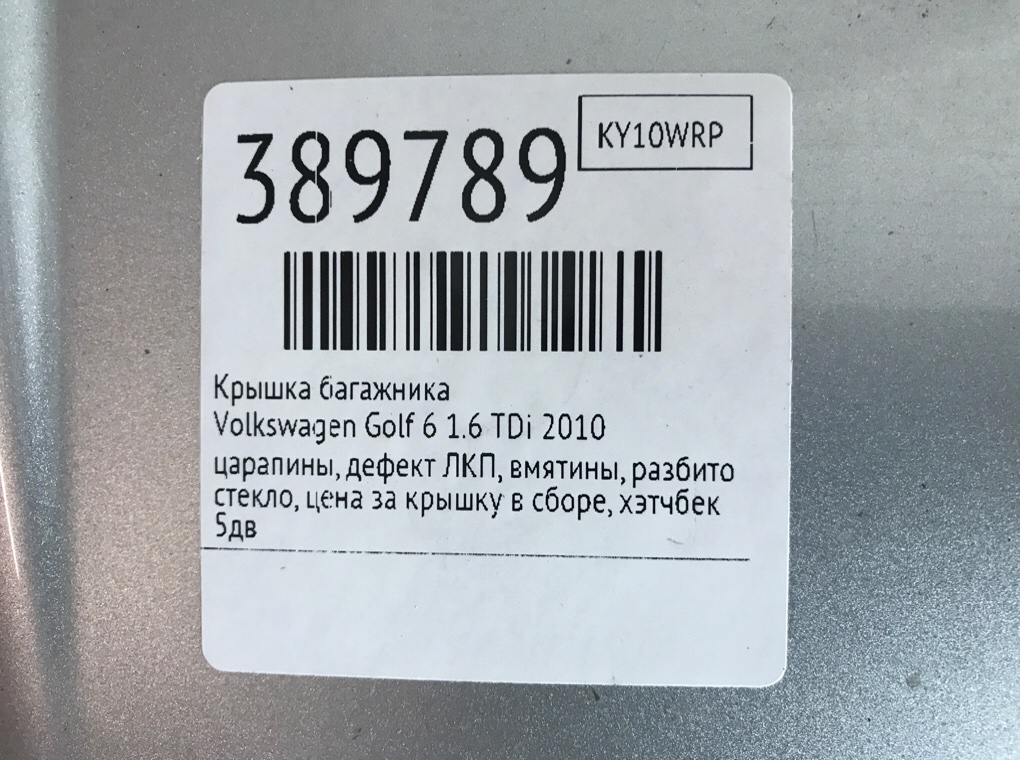 389789
KY10WRP
Крышка багажника
Volkswagen Golf 6 1.6 TDi 2010
царапины, дефект ЛКП, вмятины, разбито
стекло, цена за крышку в сборе, хэтчбек
5дв